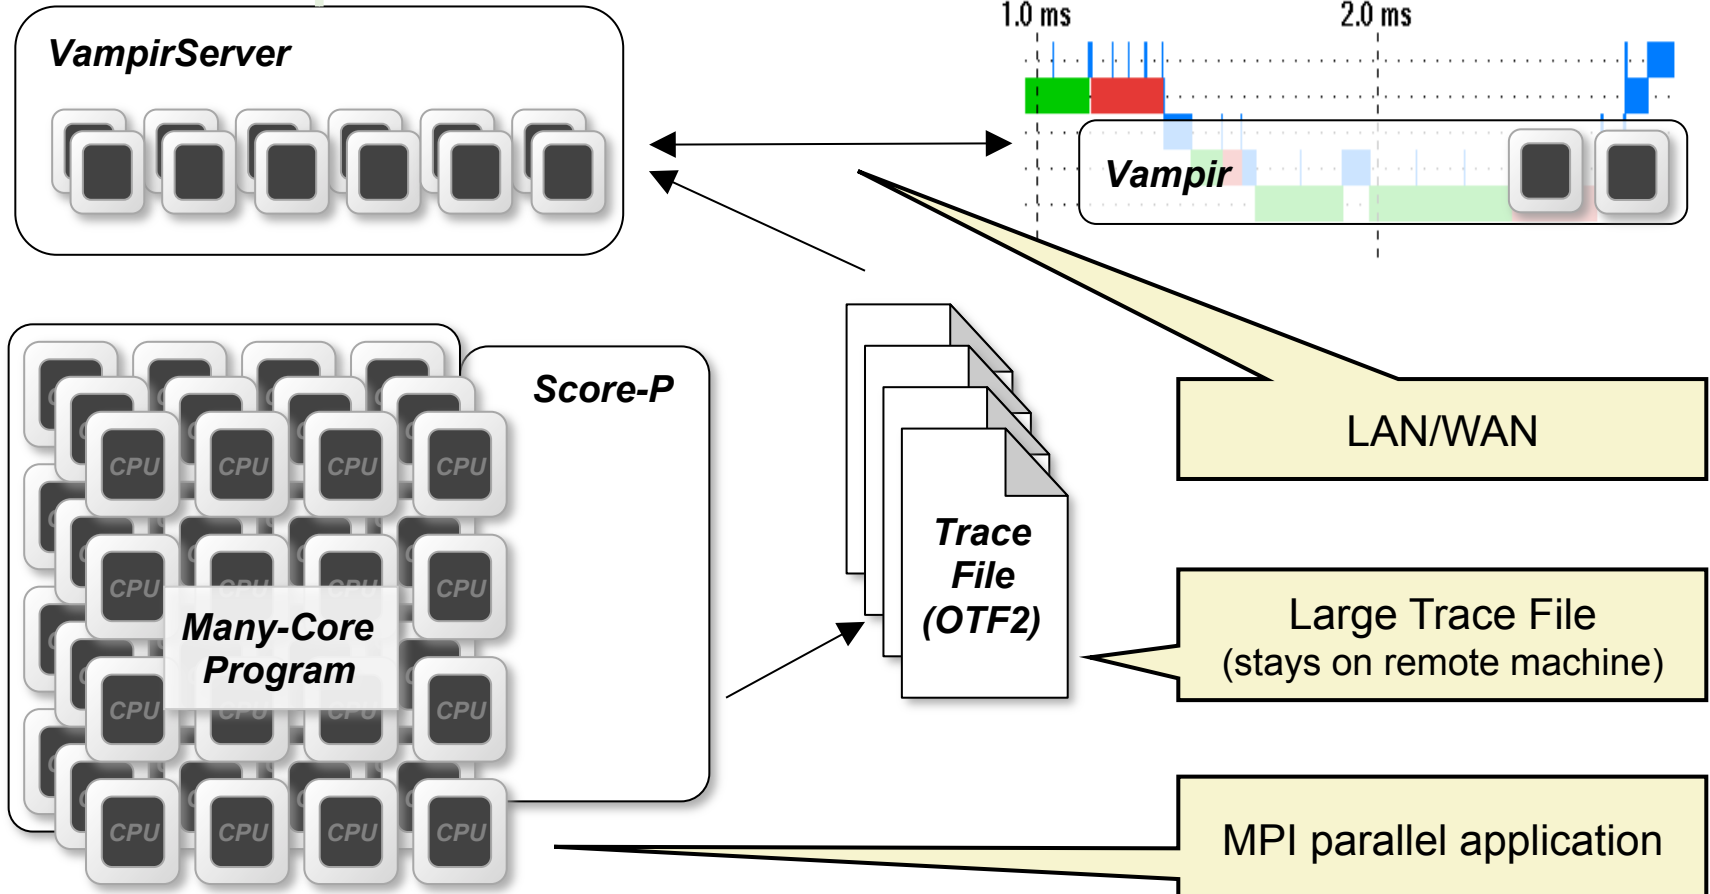 1.0 ms
2.0 ms
VampirServer
Vampir
Score-P
LAN/WAN
CPU CPU CPU CPU
Trace
File
(OTF2)
CPU CPU CPU CPU
Many-Core
Program
Large Trace File
(stays on remote machine)
CPU CPU CPU CPU
CPU CPU CPU CPU
MPI parallel application